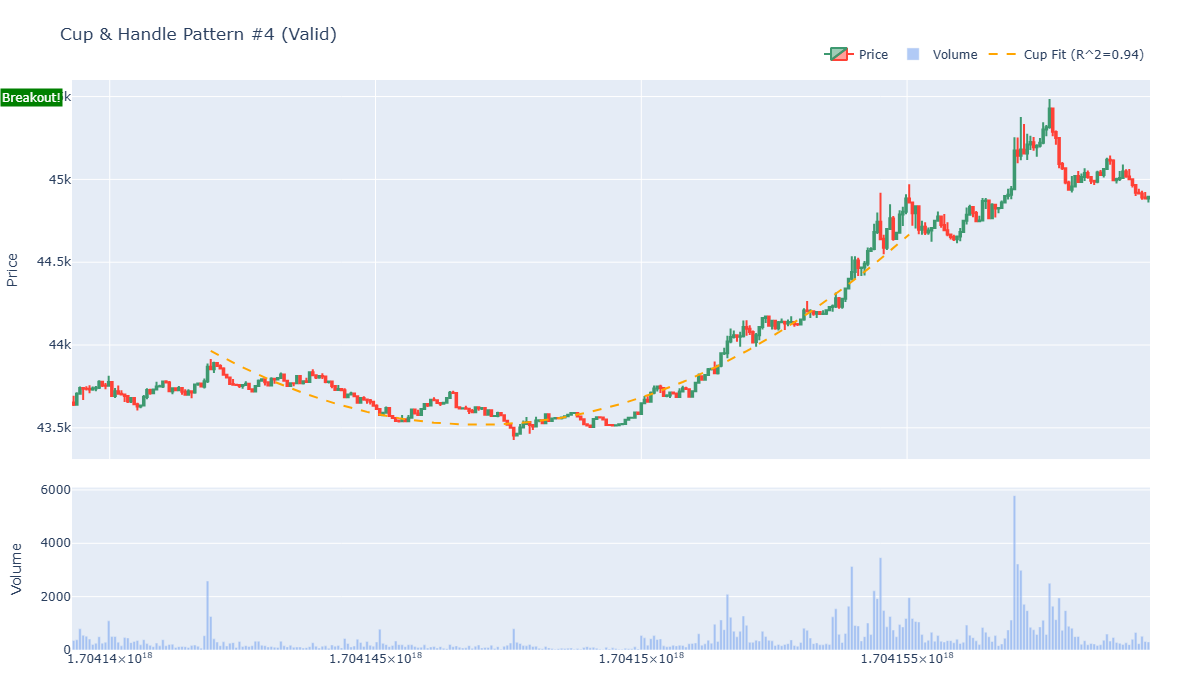 Cup & Handle Pattern #4 (Valid)
Price
Volume
Cup Fit (R^2=0.94)
Breakout!
k
45k
44.5k
44k
43.5k
Price
6000
4000
2000
0
Volume
1.70414×10¹⁸
1.704145×10¹⁸
1.70415×10¹⁸
1.704155×10¹⁸